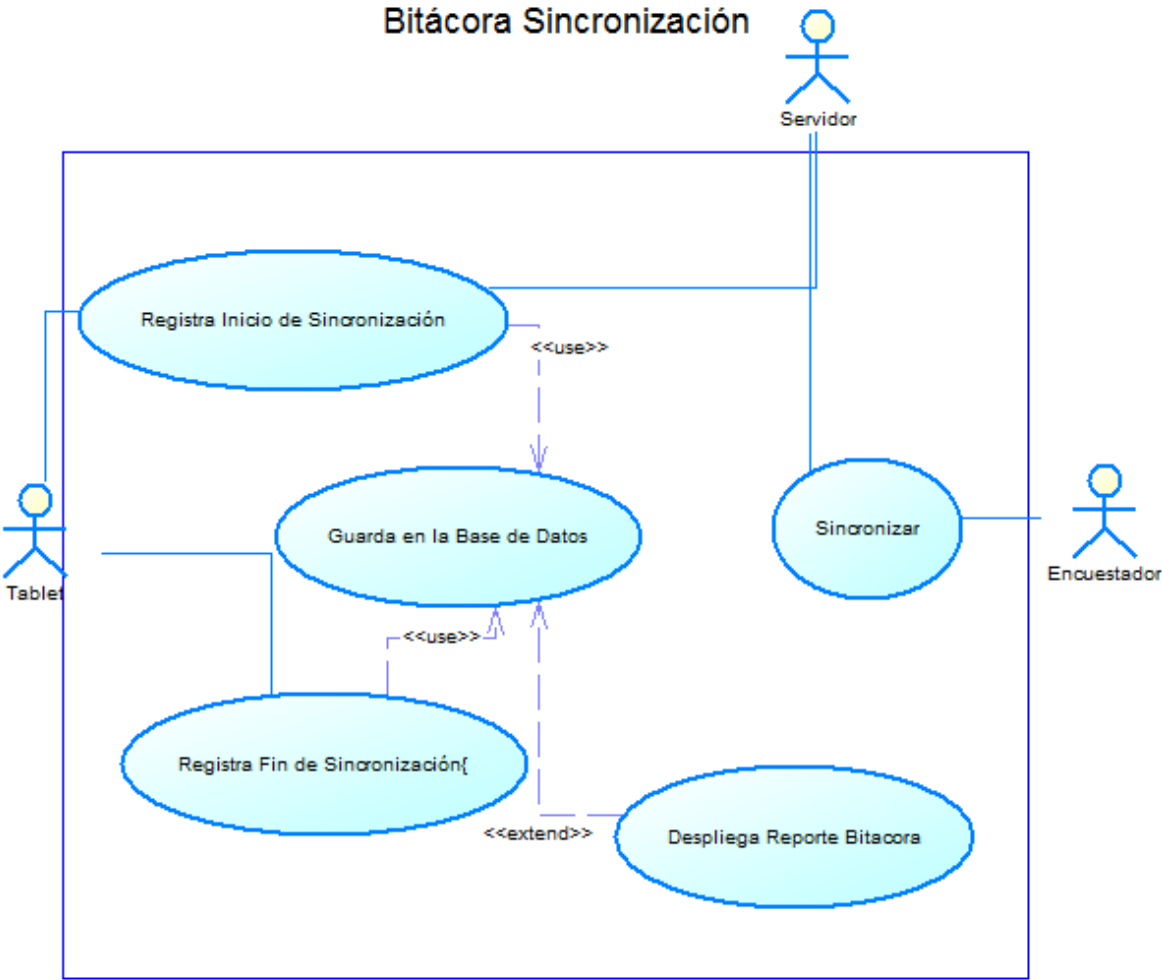 Bitácora Sincronización
Servidor
Registra Inicio de Sincronización
<<use>>
Guarda en la Base de Datos
Sincronizar
Encuestador
Tablet
<<use>>
Registra Fin de Sincronización{
<<extend>>
Despliega Reporte Bitacora